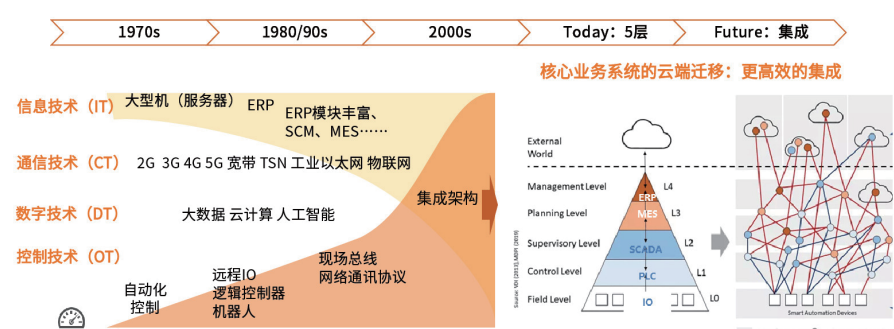 1970s
1980/90s
2000s
Today：5层
Future：集成
核心业务系统的云端迁移：更高效的集成
信息技术（IT）
大型机（服务器）
ERP
ERP模块丰富、
SCM、MES……
通信技术（CT）
2G 3G 4G 5G 宽带 TSN 工业以太网 物联网
数字技术（DT）
大数据 云计算 人工智能
集成架构
控制技术（OT）
自动化
控制
远程IO
逻辑控制器
机器人
现场总线
网络通讯协议
External
World
Management Level
ERP
L4
Planning Level
MES
L3
Supervisory Level
SCADA
L2
Control Level
PLC
L1
Field Level
IO
L0
Smart Automation Devices